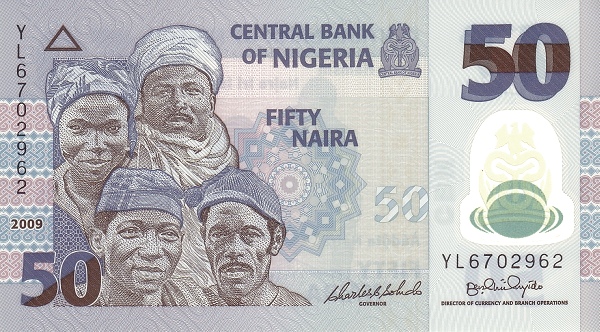 YL6702962
CENTRAL BANK
OF NIGERIA
50
FIFTY
NAIRA
50
2009
50
YL6702962
GOVERNOR
DIRECTOR OF CURRENCY AND BRANCH OPERATIONS